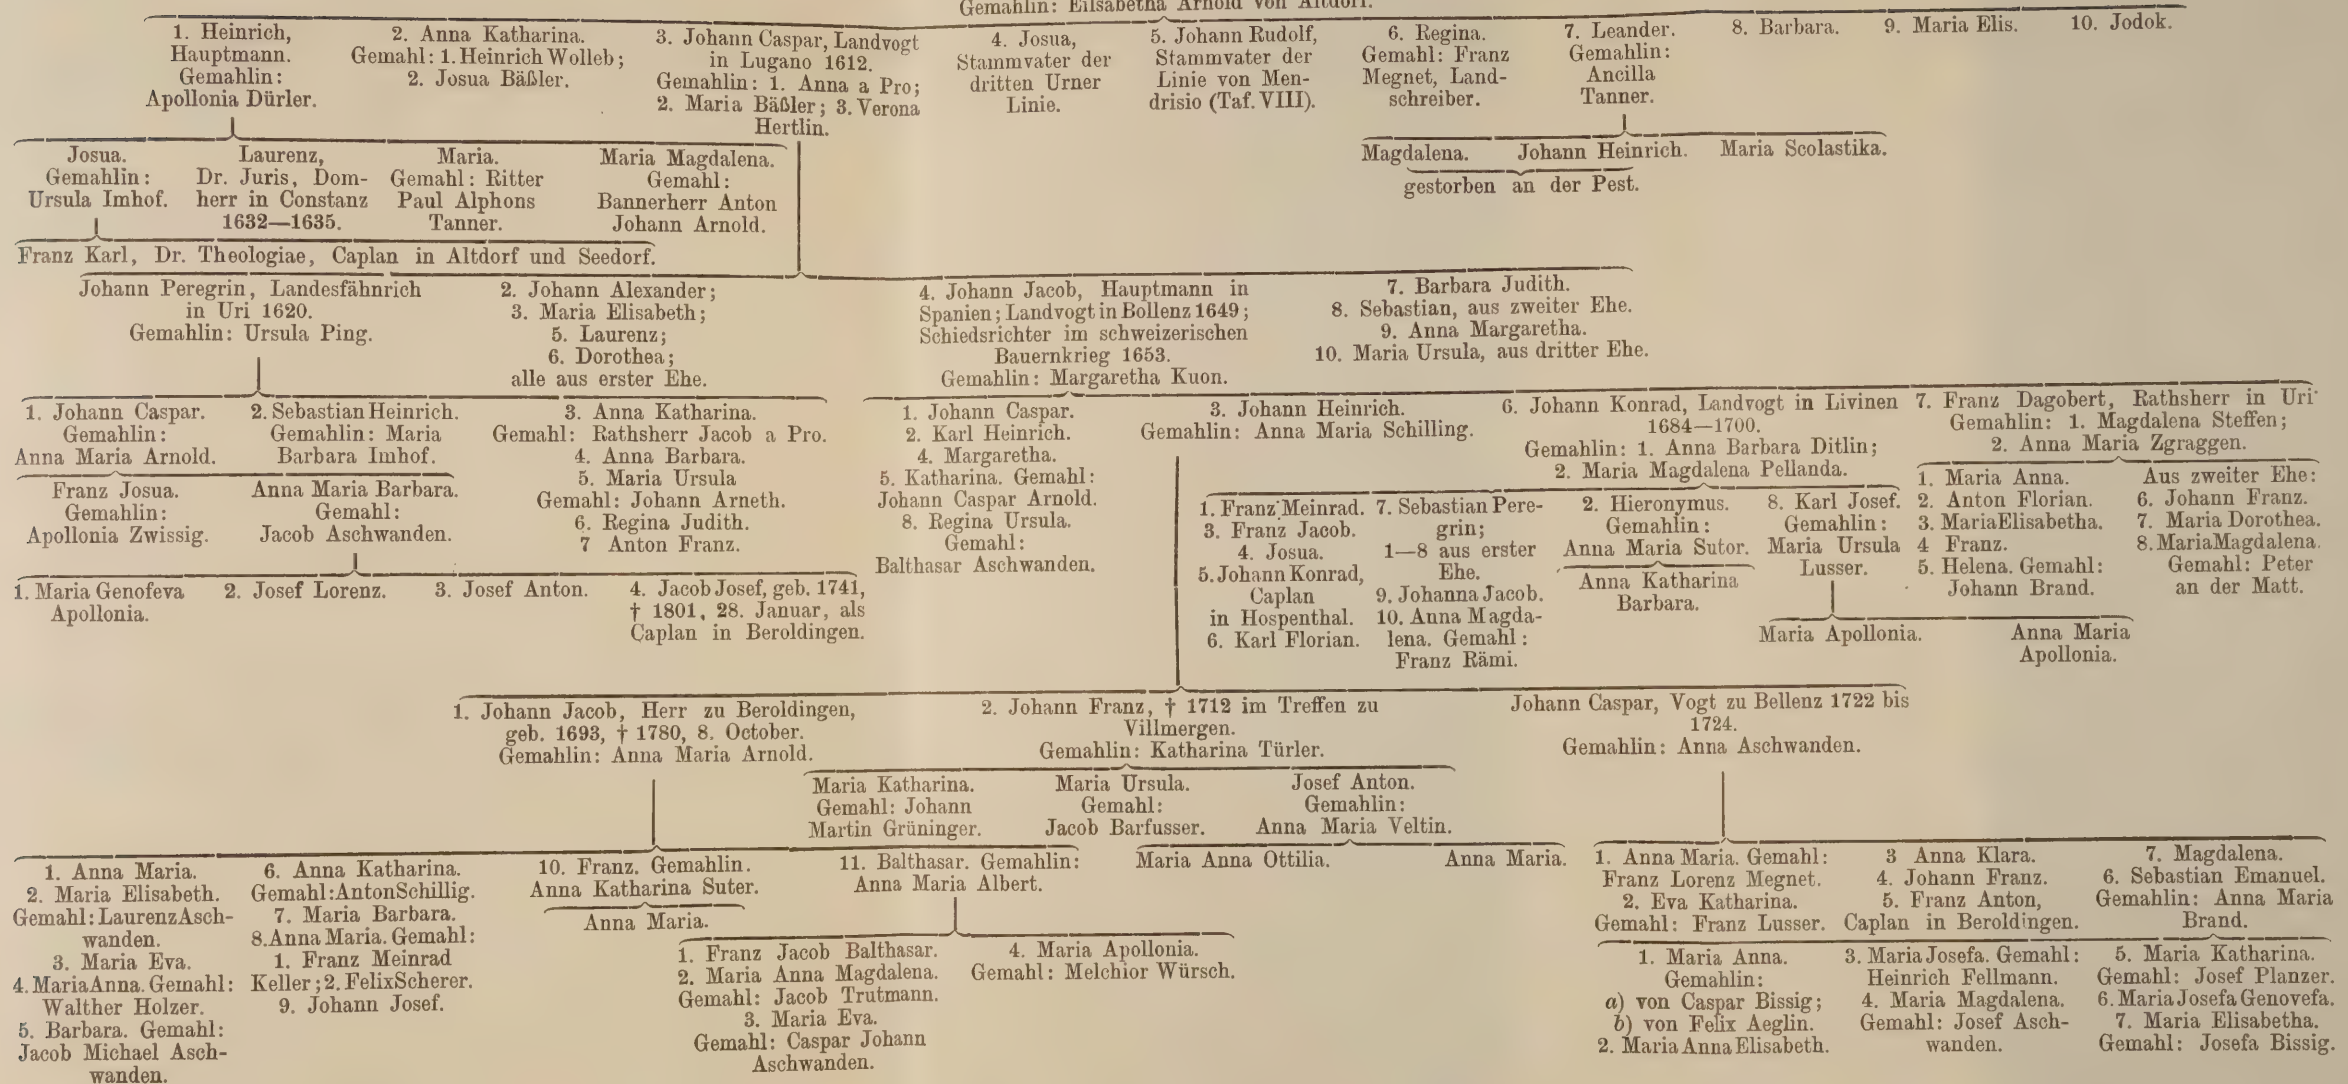 Gemahlin: Elisabetha Arnold von Altdorf.
1. Heinrich,
Hauptmann.
Gemahlin:
Apollonia Dürler.
2. Anna Katharina.
Gemahl: 1. Heinrich Wolleb;
2. Josua Bäßler.
3. Johann Caspar, Landvogt
in Lugano 1612.
Gemahlin: 1. Anna a Pro;
2. Maria Bäßler; 3. Verona
Hertlin.
4. Josua,
Stammvater der
dritten Urner
Linie.
5. Johann Rudolf,
Stammvater der
Linie von Men-
drisio (Taf. VIII).
6. Regina.
Gemahl: Franz
Megnet, Land-
schreiber.
7. Leander.
Gemahlin:
Ancilla
Tanner.
8. Barbara.
9. Maria Elis.
10. Jodok.
Josua.
Gemahlin:
Ursula Imhof.
Laurenz,
Dr. Juris, Dom-
herr in Constanz
1632—1635.
Maria.
Gemahl: Ritter
Paul Alphons
Tanner.
Maria Magdalena.
Gemahl:
Bannerherr Anton
Johann Arnold.
Magdalena.
Johann Heinrich.
Maria Scolastika.
gestorben an der Pest.
Franz Karl, Dr. Theologiae, Caplan in Altdorf und Seedorf.
Johann Peregrin, Landesfähnrich
in Uri 1620.
Gemahlin: Ursula Ping.
2. Johann Alexander;
3. Maria Elisabeth;
5. Laurenz;
6. Dorothea;
alle aus erster Ehe.
4. Johann Jacob, Hauptmann in
Spanien; Landvogt in Bollenz 1649;
Schiedsrichter im schweizerischen
Bauernkrieg 1653.
Gemahlin: Margaretha Kuon.
7. Barbara Judith.
8. Sebastian, aus zweiter Ehe.
9. Anna Margaretha.
10. Maria Ursula, aus dritter Ehe.
1. Johann Caspar.
Gemahlin:
Anna Maria Arnold.
2. Sebastian Heinrich.
Gemahlin: Maria
Barbara Imhof.
3. Anna Katharina.
Gemahl: Rathsherr Jacob a Pro.
4. Anna Barbara.
5. Maria Ursula
Gemahl: Johann Arneth.
6. Regina Judith.
7 Anton Franz.
1. Johann Caspar.
2. Karl Heinrich.
4. Margaretha.
5. Katharina. Gemahl:
Johann Caspar Arnold.
8. Regina Ursula.
Gemahl:
Balthasar Aschwanden.
3. Johann Heinrich.
Gemahlin: Anna Maria Schilling.
6. Johann Konrad, Landvogt in Livinen
1684—1700.
Gemahlin: 1. Anna Barbara Ditlin;
2. Maria Magdalena Pellanda.
7. Franz Dagobert, Rathsherr in Uri
Gemahlin: 1. Magdalena Steffen;
2. Anna Maria Zgraggen.
Franz Josua.
Gemahlin:
Apollonia Zwissig.
Anna Maria Barbara.
Gemahl:
Jacob Aschwanden.
1. Franz Meinrad.
3. Franz Jacob.
4. Josua.
5. Johann Konrad,
Caplan
in Hospenthal.
6. Karl Florian.
7. Sebastian Pere-
grin;
1—8 aus erster
Ehe.
9. Johanna Jacob.
10. Anna Magda-
lena. Gemahl:
Franz Rämi.
2. Hieronymus.
Gemahlin:
Anna Maria Sutor.
Anna Katharina
Barbara.
8. Karl Josef.
Gemahlin:
Maria Ursula
Lusser.
Maria Apollonia.
Anna Maria
Apollonia.
1. Maria Anna.
2. Anton Florian.
3. Maria Elisabetha.
4 Franz.
5. Helena. Gemahl:
Johann Brand.
Aus zweiter Ehe:
6. Johann Franz.
7. Maria Dorothea.
8. Maria Magdalena.
Gemahl: Peter
an der Matt.
1. Maria Genofeva
Apollonia.
2. Josef Lorenz.
3. Josef Anton.
4. Jacob Josef, geb. 1741,
† 1801, 28. Januar, als
Caplan in Beroldingen.
1. Johann Jacob, Herr zu Beroldingen,
geb. 1693, † 1780, 8. October.
Gemahlin: Anna Maria Arnold.
2. Johann Franz, † 1712 im Treffen zu
Villmergen.
Gemahlin: Katharina Türler.
Johann Caspar, Vogt zu Bellenz 1722 bis
1724.
Gemahlin: Anna Aschwanden.
Maria Katharina.
Gemahl: Johann
Martin Grüninger.
Maria Ursula.
Gemahl:
Jacob Barfusser.
Josef Anton.
Gemahlin:
Anna Maria Veltin.
1. Anna Maria.
2. Maria Elisabeth.
Gemahl: Laurenz Asch-
wanden.
3. Maria Eva.
4. Maria Anna. Gemahl:
Walther Holzer.
5. Barbara. Gemahl:
Jacob Michael Asch-
wanden.
6. Anna Katharina.
Gemahl: Anton Schillig.
7. Maria Barbara.
8. Anna Maria. Gemahl:
1. Franz Meinrad
Keller; 2. Felix Scherer.
9. Johann Josef.
10. Franz. Gemahlin.
Anna Katharina Suter.
Anna Maria.
11. Balthasar. Gemahlin:
Anna Maria Albert.
Maria Anna Ottilia.
Anna Maria.
1. Franz Jacob Balthasar.
2. Maria Anna Magdalena.
Gemahl: Jacob Trutmann.
3. Maria Eva.
Gemahl: Caspar Johann
Aschwanden.
4. Maria Apollonia.
Gemahl: Melchior Würsch.
1. Anna Maria. Gemahl:
Franz Lorenz Megnet.
2. Eva Katharina.
Gemahl: Franz Lusser.
3 Anna Klara.
4. Johann Franz.
5. Franz Anton,
Caplan in Beroldingen.
7. Magdalena.
6. Sebastian Emanuel.
Gemahlin: Anna Maria
Brand.
1. Maria Anna.
Gemahlin:
a) von Caspar Bissig;
b) von Felix Aeglin.
2. Maria Anna Elisabeth.
3. Maria Josefa. Gemahl:
Heinrich Fellmann.
4. Maria Magdalena.
Gemahl: Josef Asch-
wanden.
5. Maria Katharina.
Gemahl: Josef Planzer.
6. Maria Josefa Genovefa.
7. Maria Elisabetha.
Gemahl: Josefa Bissig.